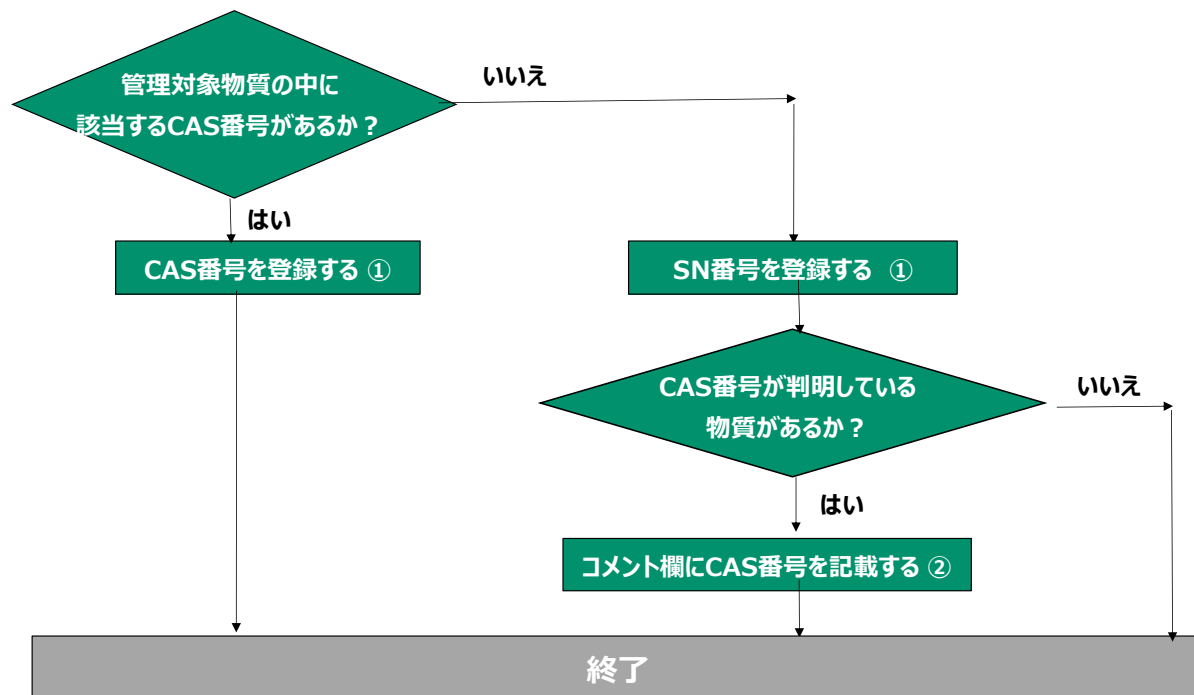 管理対象物質の中に
該当するCAS番号があるか？
いいえ
はい
CAS番号を登録する ①
SN番号を登録する ①
CAS番号が判明している
物質があるか？
いいえ
はい
コメント欄にCAS番号を記載する ②
終了